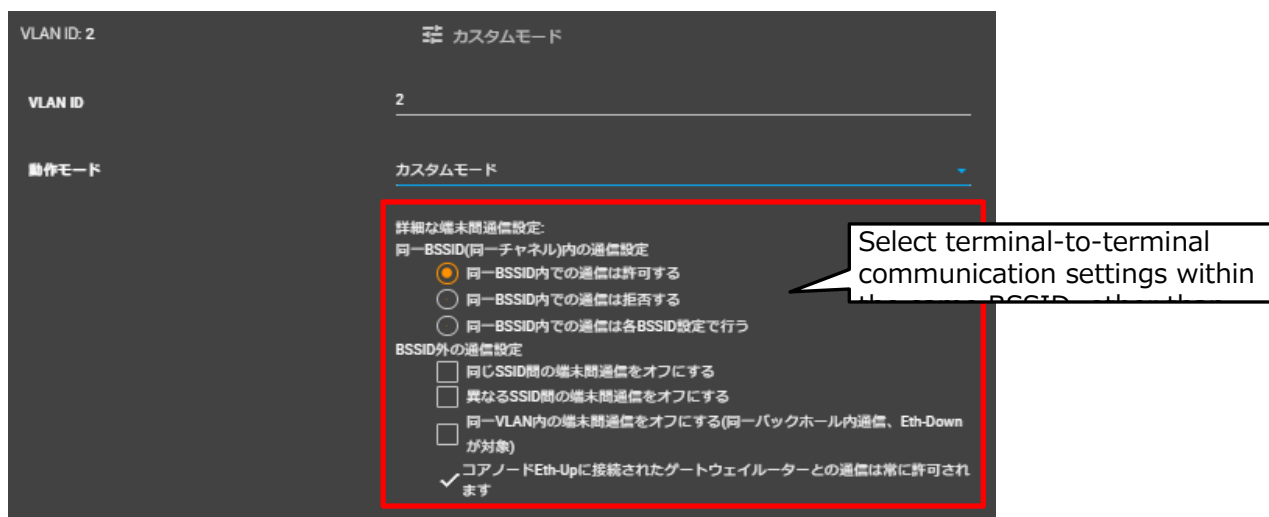 VLAN ID: 2
カスタムモード
VLAN ID
2
動作モード
カスタムモード
詳細な端末間通信設定:
同一BSSID(同一チャネル)内の通信設定
同一BSSID内での通信は許可する
同一BSSID内での通信は拒否する
同一BSSID内での通信は各BSSID設定で行う
BSSID外の通信設定
同じSSID間の端末間通信をオフにする
異なるSSID間の端末間通信をオフにする
同一VLAN内の端末間通信をオフにする(同一バックホール内通信、Eth-Down
が対象)
コアノードEth-Upに接続されたゲートウェイルーターとの通信は常に許可され
ます
Select terminal-to-terminal
communication settings within
the same BSSID rather than